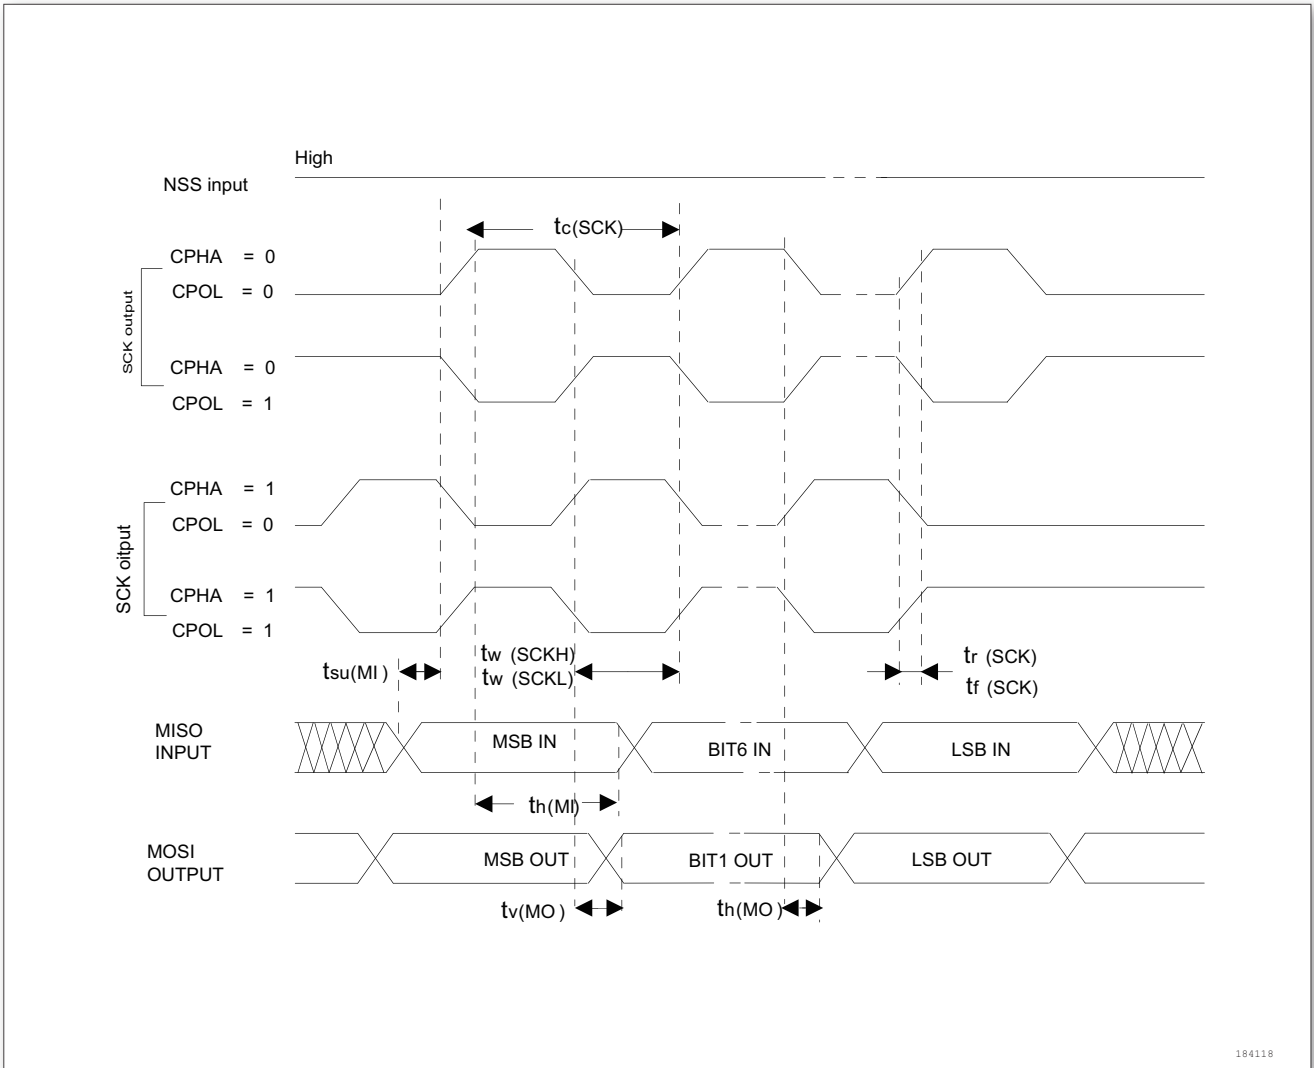 High
NSS input
tc(SCK)
CPHA = 0
CPOL = 0
SCK output
CPHA = 0
CPOL = 1
CPHA = 1
CPOL = 0
SCK oitput
CPHA = 1
CPOL = 1
tsu(MI )
tw (SCKH)
tw (SCKL)
tr (SCK)
tf (SCK)
MISO
INPUT
MSB IN
BIT6 IN
LSB IN
th(MI)
MOSI
OUTPUT
MSB OUT
BIT1 OUT
LSB OUT
tv(MO )
th(MO )
184118